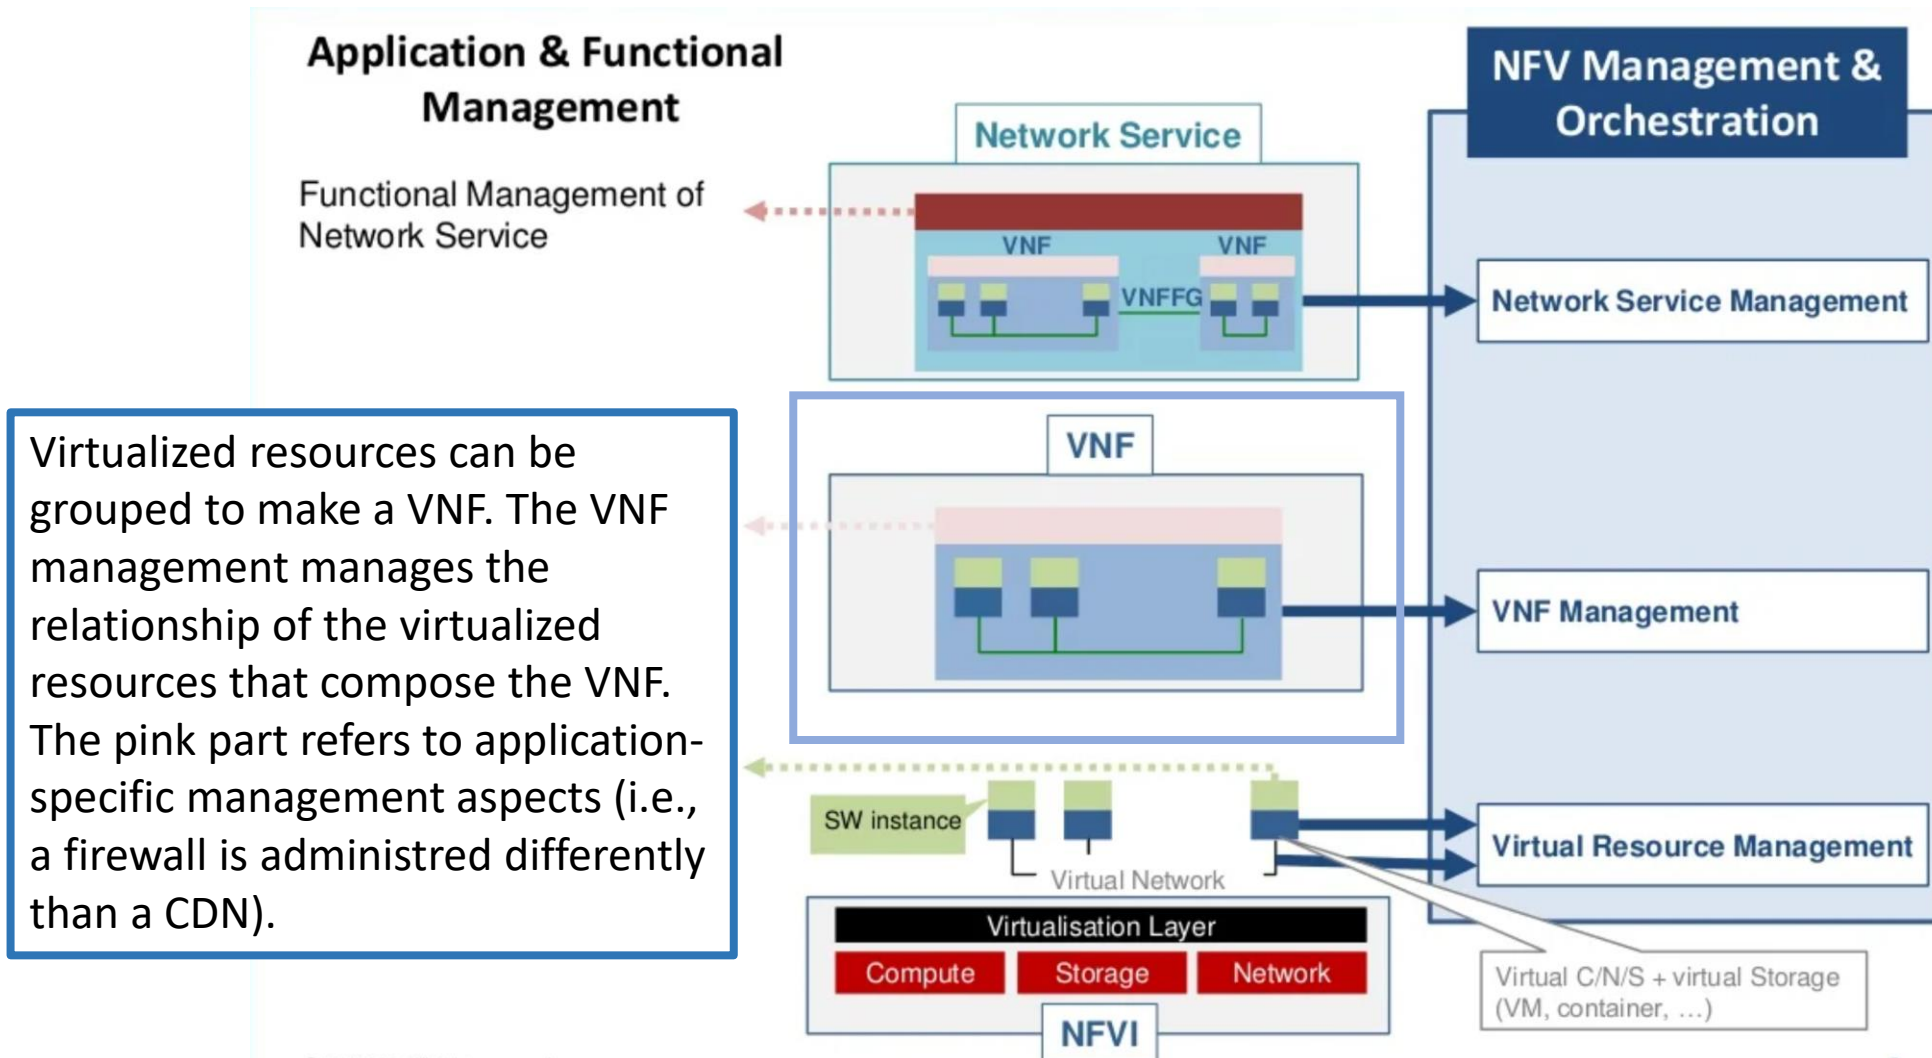 Application & Functional
Management
NFV Management &
Orchestration
Network Service
Functional Management of
Network Service
VNF
VNF
VNFFG
Network Service Management
Virtualized resources can be
grouped to make a VNF. The VNF
management manages the
relationship of the virtualized
resources that compose the VNF.
The pink part refers to application-
specific management aspects (i.e.,
a firewall is administred differently
than a CDN).
VNF
VNF Management
SW instance
Virtual Network
Virtual Resource Management
Virtualisation Layer
Compute
Storage
Network
NFVI
Virtual C/N/S + virtual Storage
(VM, container, ...)